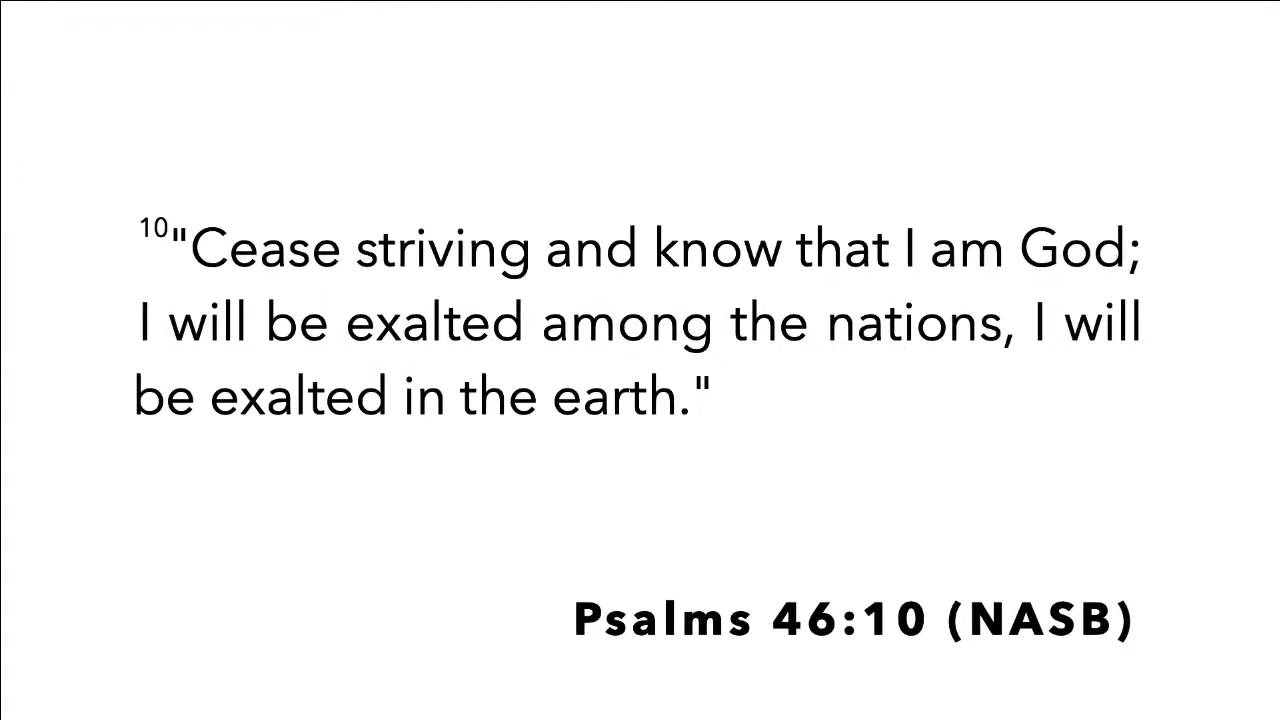 10"Cease striving and know that I am God;
I will be exalted among the nations, I will
be exalted in the earth."
Psalms 46:10 (NASB)